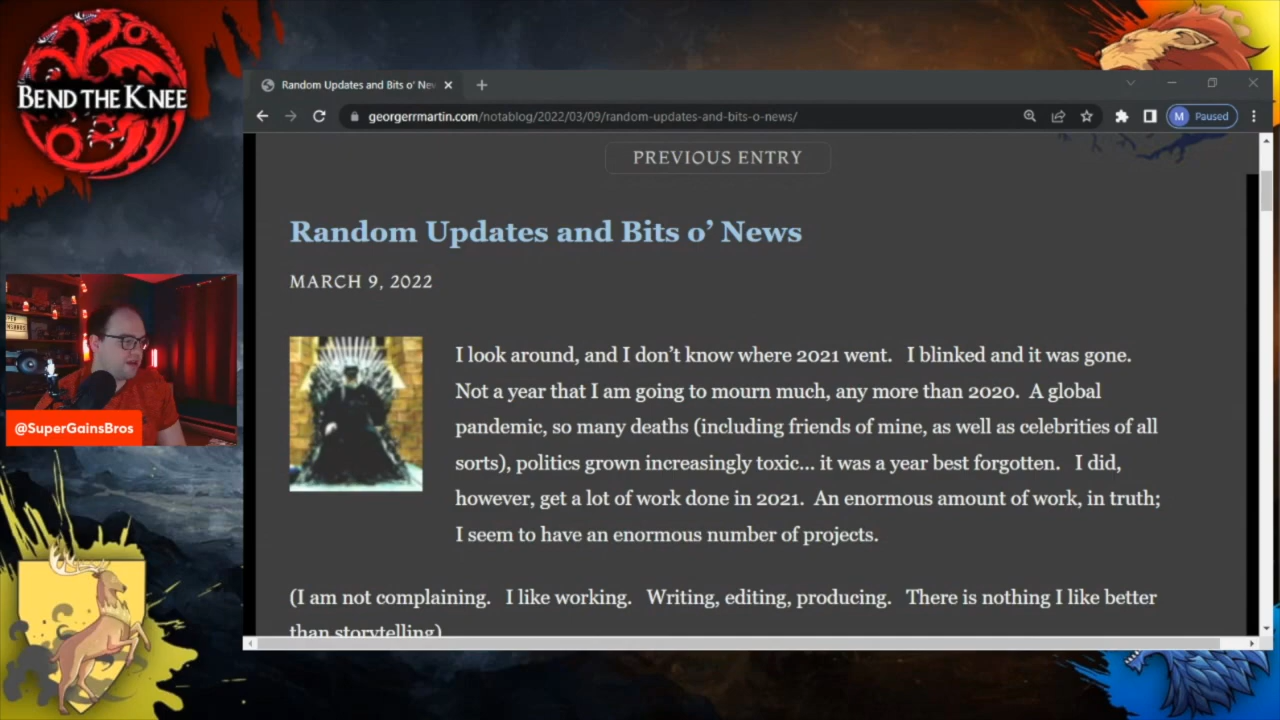 BEND THE KNEE
Random Updates and Bits o' Nev
georgerrmartin.com/notablog/2022/03/09/random-updates-and-bits-o-news/
M Paused
PREVIOUS ENTRY
Random Updates and Bits o’ News
MARCH 9, 2022
I look around, and I don’t know where 2021 went. I blinked and it was gone.
Not a year that I am going to mourn much, any more than 2020. A global
pandemic, so many deaths (including friends of mine, as well as celebrities of all
sorts), politics grown increasingly toxic… it was a year best forgotten. I did,
however, get a lot of work done in 2021. An enormous amount of work, in truth;
I seem to have an enormous number of projects.
(I am not complaining. I like working. Writing, editing, producing. There is nothing I like better
than storytelling)
@SuperGainsBros